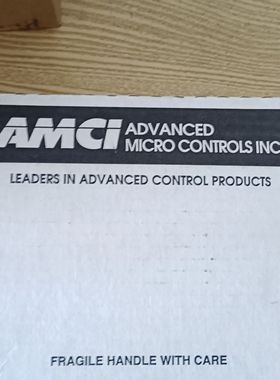 AMCI ADVANCED
MICRO CONTROLS INC
LEADERS IN ADVANCED CONTROL PRODUCTS
FRAGILE HANDLE WITH CARE